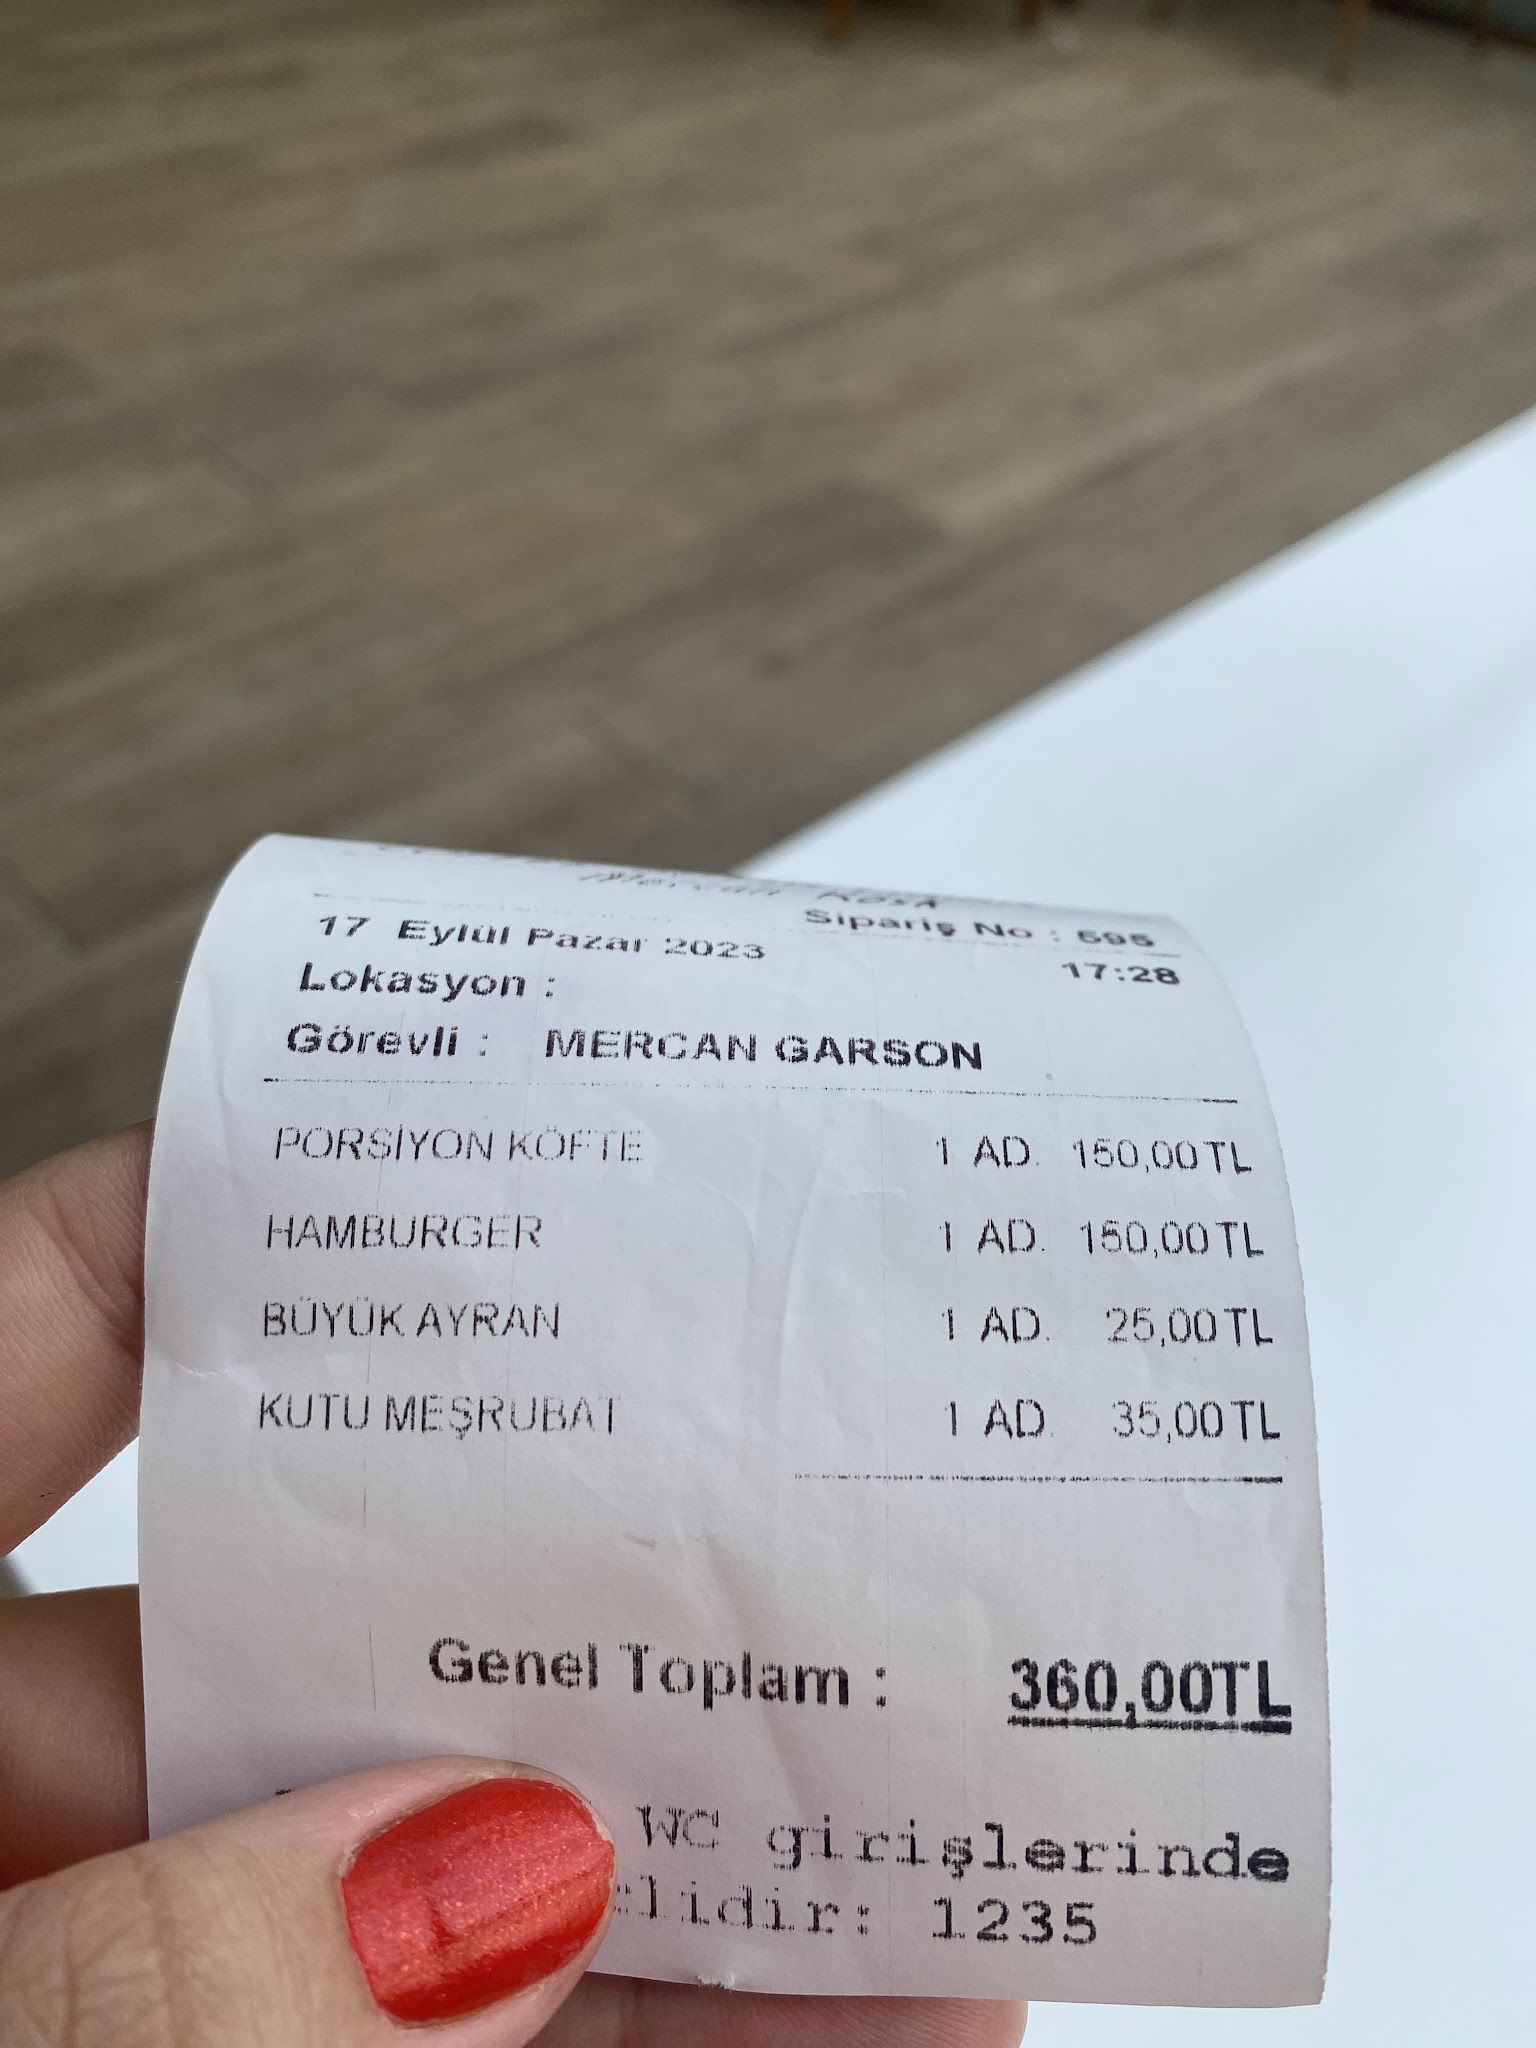 Sipariş No : 595
17 Eylül Pazar 2023 17:28
Lokasyon :
Görevli : MERCAN GARSON
PORSİYON KÖFTE 1 AD. 150,00TL
HAMBURGER 1 AD. 150,00TL
BÜYÜK AYRAN 1 AD. 25,00TL
KUTU MEŞRUBAT 1 AD. 35,00TL
Genel Toplam : 360,00TL
WC girişlerinde
lidir: 1235